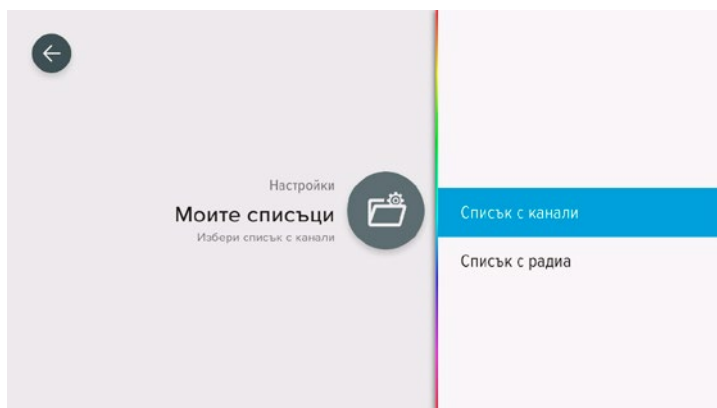 Настройки
Моите списъци
Избери списък с канали
Списък с канали
Списък с радиа